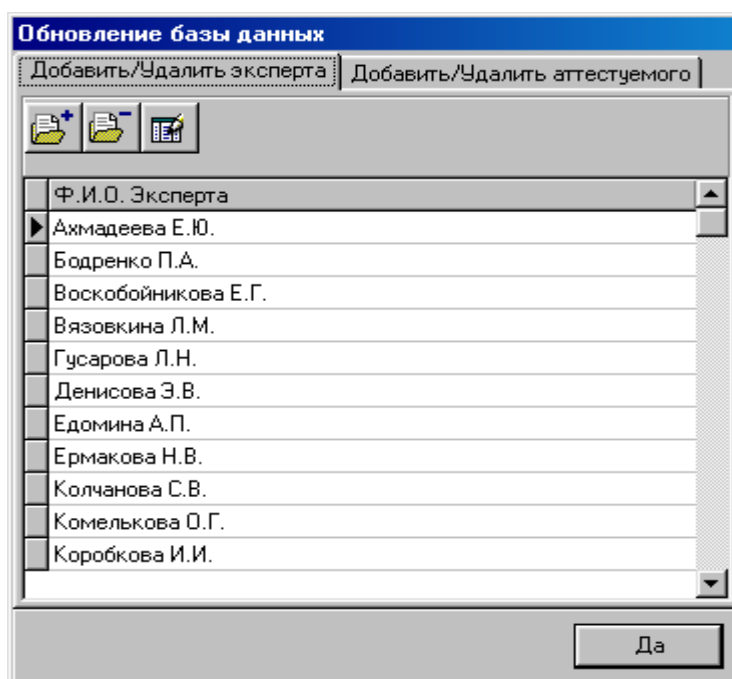 Обновление базы данных
Добавить/Удалить эксперта Добавить/Удалить аттестуемого
Ф.И.О. Эксперта
Ахмадеева Е.Ю.
Бодренко П.А.
Воскобойникова Е.Г.
Вязовкина Л.М.
Гусарова Л.Н.
Денисова Э.В.
Едомина А.П.
Ермакова Н.В.
Колчанова С.В.
Комелькова О.Г.
Коробкова И.И.
Да